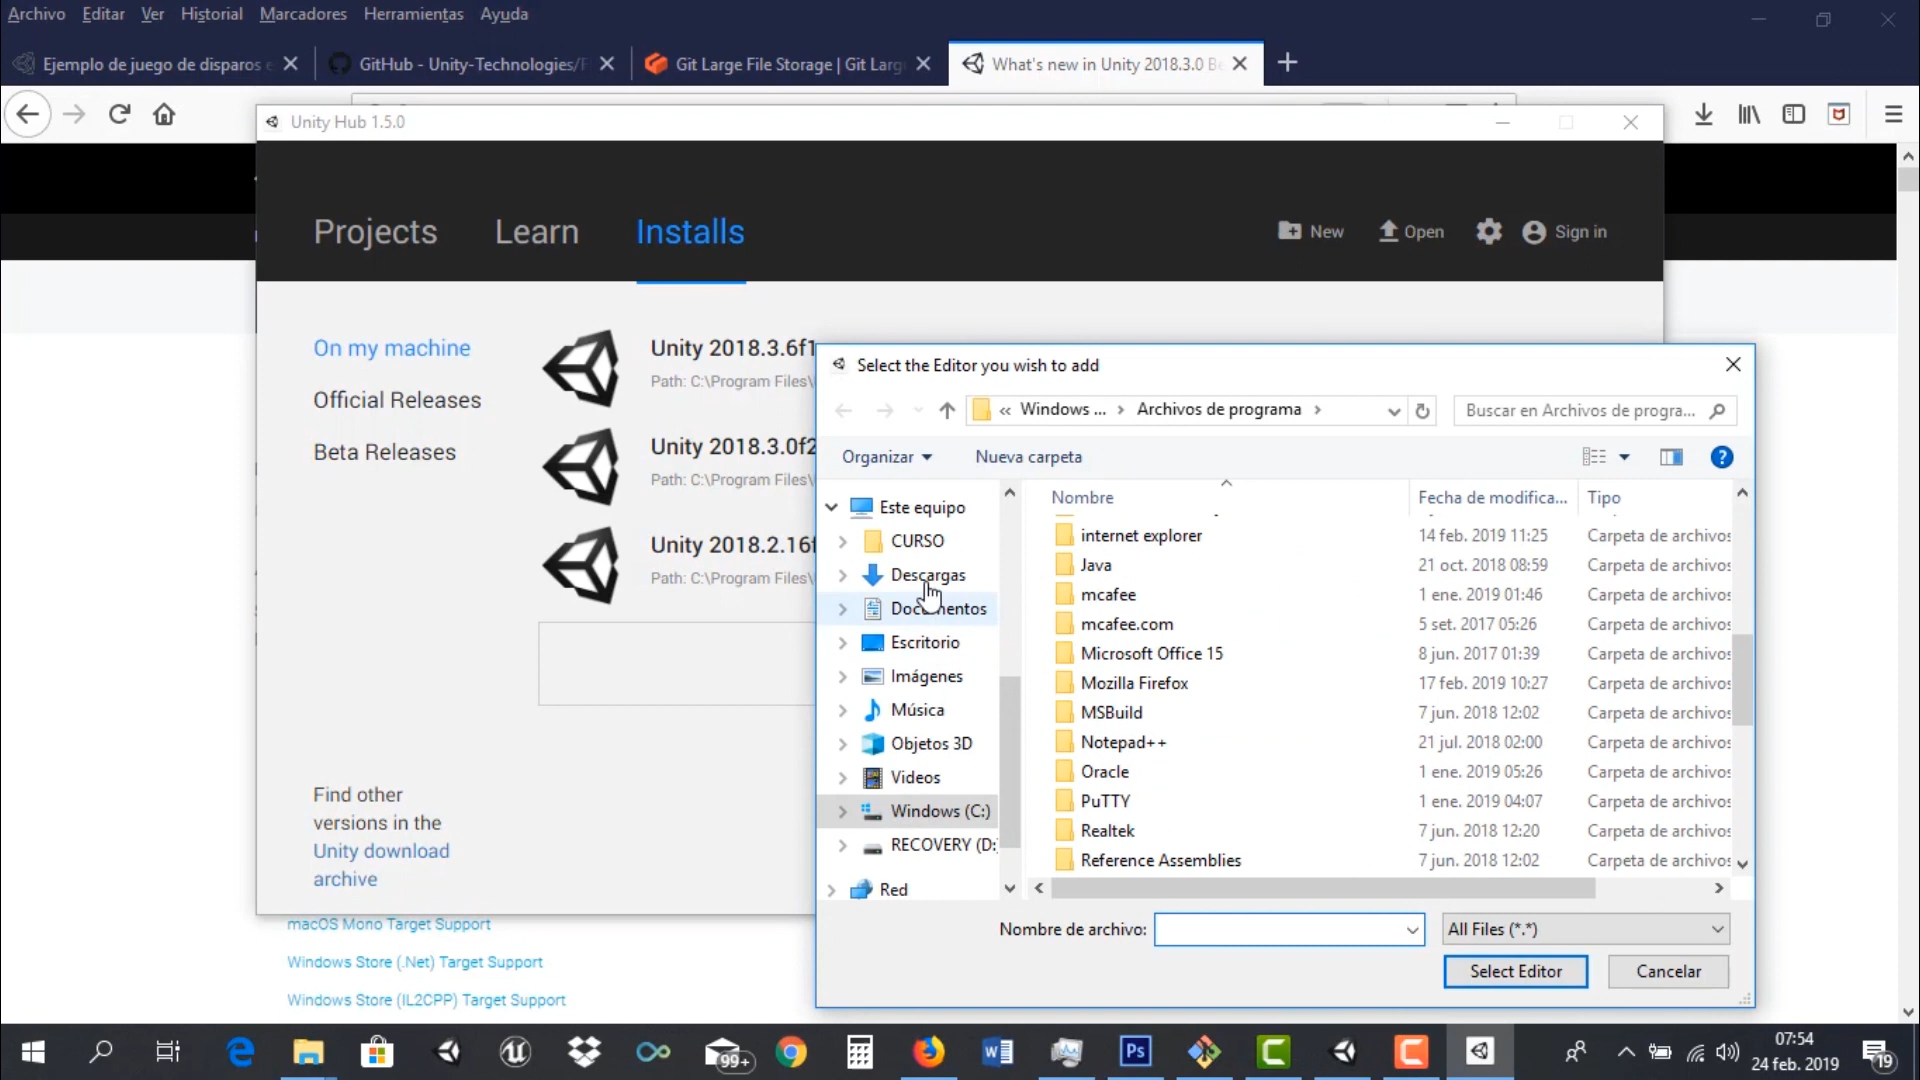 Archivo Editar Ver Historial Marcadores Herramientas Ayuda
Ejemplo de juego de disparos e
GitHub - Unity-Technologies/F
Git Large File Storage | Git Larg
What's new in Unity 2018.3.0 Be
Unity Hub 1.5.0
Projects Learn Installs
New Open Sign in
On my machine
Official Releases
Beta Releases
Unity 2018.3.6f1
Path: C:\Program Files\
Unity 2018.3.0f2
Path: C:\Program Files\
Unity 2018.2.16f
Path: C:\Program Files\
Find other
versions in the
Unity download
archive
macOS Mono Target Support
Windows Store (.Net) Target Support
Windows Store (IL2CPP) Target Support
Select the Editor you wish to add
« Windows ... › Archivos de programa ›
Buscar en Archivos de progra...
Organizar Nueva carpeta
Este equipo
CURSO
Descargas
Documentos
Escritorio
Imágenes
Música
Objetos 3D
Videos
Windows (C:)
RECOVERY (D:
Red
Nombre Fecha de modifica... Tipo
internet explorer 14 feb. 2019 11:25 Carpeta de archivos
Java 21 oct. 2018 08:59 Carpeta de archivos
mcafee 1 ene. 2019 01:46 Carpeta de archivos
mcafee.com 5 set. 2017 05:26 Carpeta de archivos
Microsoft Office 15 8 jun. 2017 01:39 Carpeta de archivos
Mozilla Firefox 17 feb. 2019 10:27 Carpeta de archivos
MSBuild 7 jun. 2018 12:02 Carpeta de archivos
Notepad++ 21 jul. 2018 02:00 Carpeta de archivos
Oracle 1 ene. 2019 05:26 Carpeta de archivos
PuTTY 1 ene. 2019 04:07 Carpeta de archivos
Realtek 7 jun. 2018 12:20 Carpeta de archivos
Reference Assemblies 7 jun. 2018 12:02 Carpeta de archivos
Nombre de archivo:
All Files (*.*)
Select Editor Cancelar
99+
Ps
07:54
24 feb. 2019
19